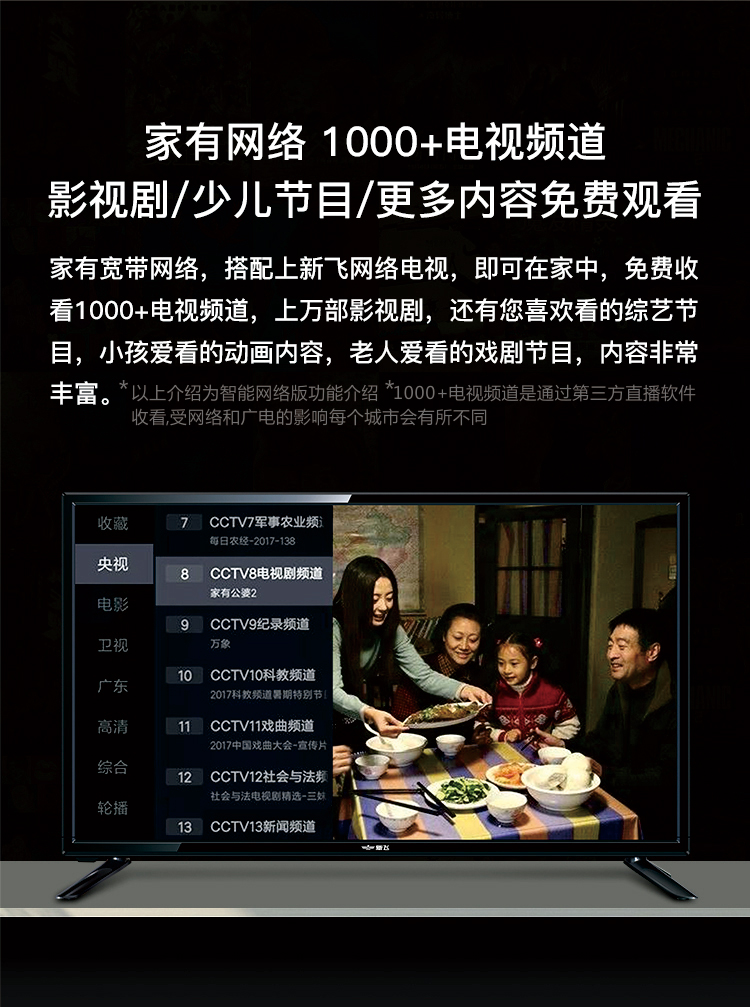 家有网络 1000+电视频道
影视剧/少儿节目/更多内容免费观看
家有宽带网络，搭配上新飞网络电视，即可在家中，免费收
看1000+电视频道，上万部影视剧，还有您喜欢看的综艺节
目，小孩爱看的动画内容，老人爱看的戏剧节目，内容非常
丰富。*以上介绍为智能网络版功能介绍 *1000+电视频道是通过第三方直播软件
收看,受网络和广电的影响每个城市会有所不同
收藏
央视
电影
卫视
广东
高清
综合
轮播
7 CCTV7军事农业频
每日农经-2017-138
8 CCTV8电视剧频道
家有公婆2
9 CCTV9纪录频道
万象
10 CCTV10科教频道
2017科教频道暑期特别节
11 CCTV11戏曲频道
2017中国戏曲大会-宣传片
12 CCTV12社会与法频
社会与法电视剧精选-三妹
13 CCTV13新闻频道
新飞